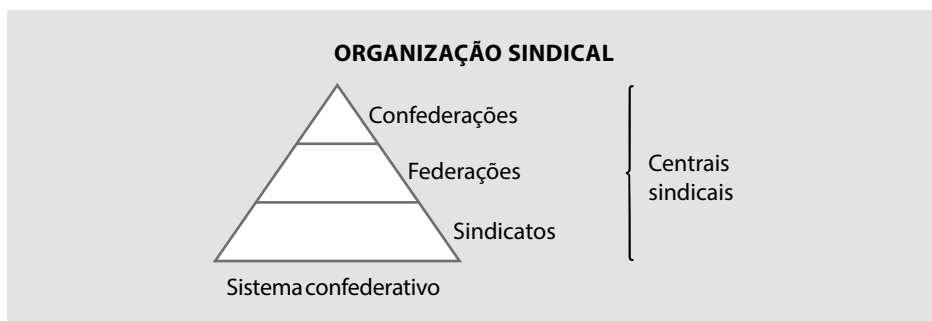 ORGANIZAÇÃO SINDICAL
Confederações
Federações
Sindicatos
Centrais
sindicais
Sistema confederativo